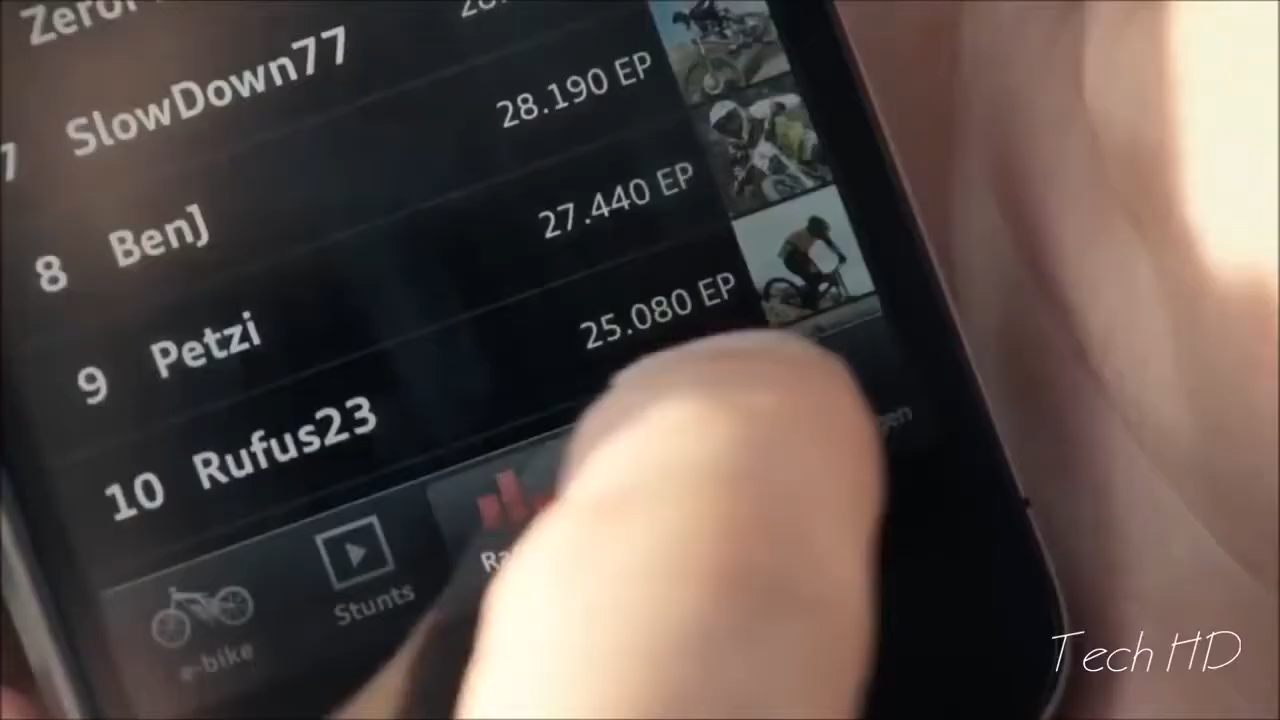 SlowDown77
7
28.190 EP
8 BenJ
27.440 EP
9 Petzi
25.080 EP
10 Rufus23
Stunts
e-bike
Tech HD